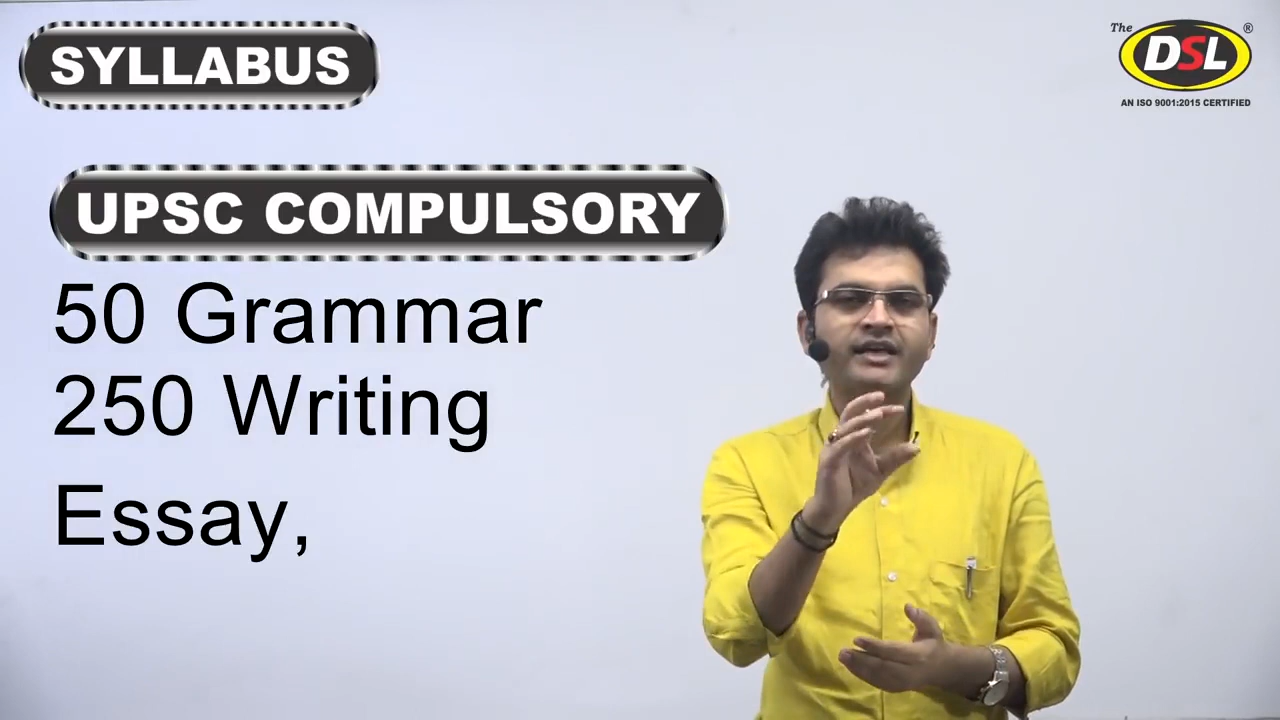 SYLLABUS
The DSL ®
AN ISO 9001:2015 CERTIFIED
UPSC COMPULSORY
50 Grammar
250 Writing
Essay,